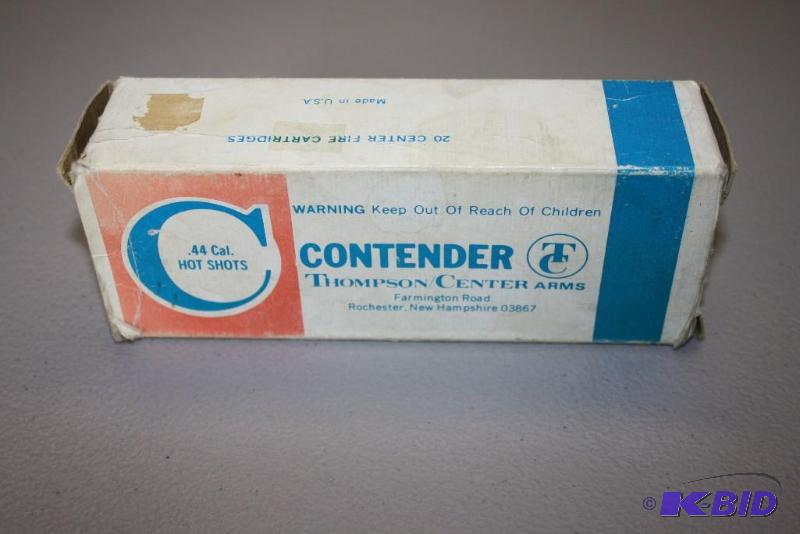 Made in U.S.A
20 CENTER FIRE CARTRIDGES
WARNING Keep Out Of Reach Of Children
C
.44 Cal.
HOT SHOTS
CONTENDER
TC
THOMPSON/CENTER ARMS
Farmington Road
Rochester, New Hampshire 03867
© K-BID